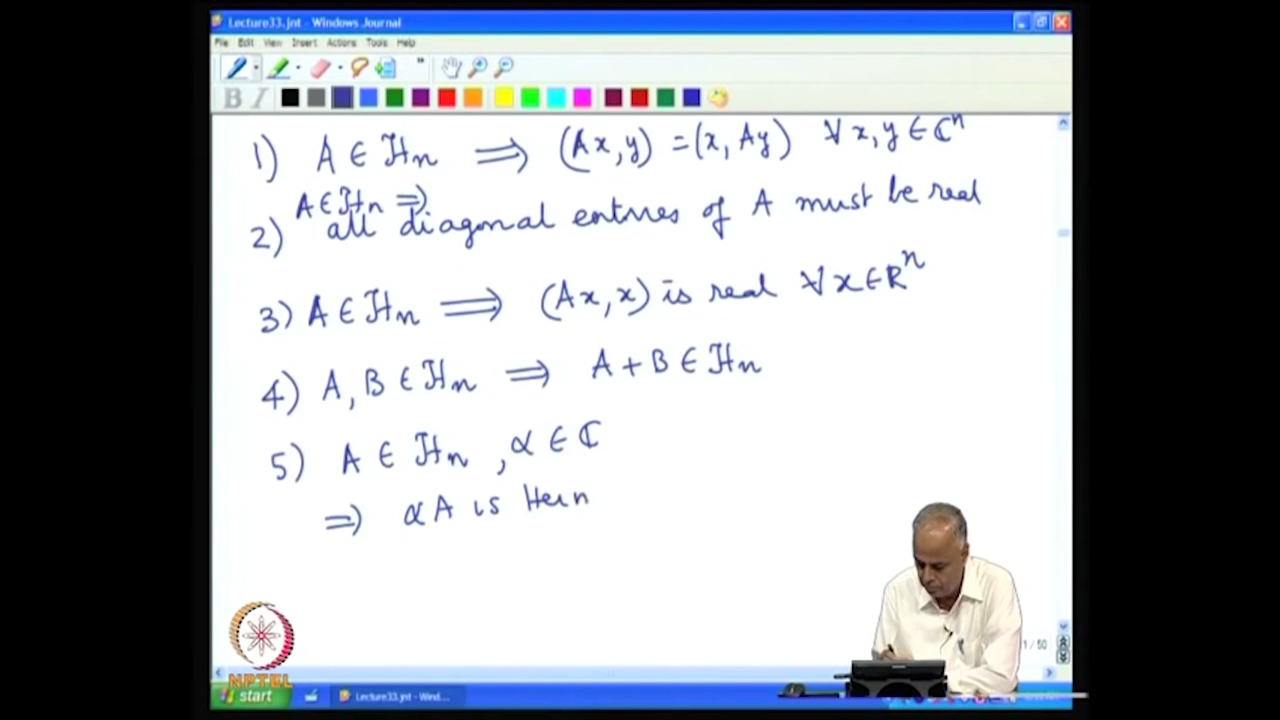 Lecture33.jnt - Windows Journal
File Edit View Insert Actions Tools Help
B I
1) A ∈ ℋn ⟹ (Ax, y) = (x, Ay) ∀ x, y ∈ ℂⁿ
A ∈ ℋn ⟹
2) all diagonal entries of A must be real
3) A ∈ ℋn ⟹ (Ax, x) is real ∀ x ∈ ℝⁿ
4) A, B ∈ ℋn ⟹ A + B ∈ ℋn
5) A ∈ ℋn , α ∈ ℂ
⟹ αA is Hern
1 / 50
NPTEL
start Lecture33.jnt - Wind...